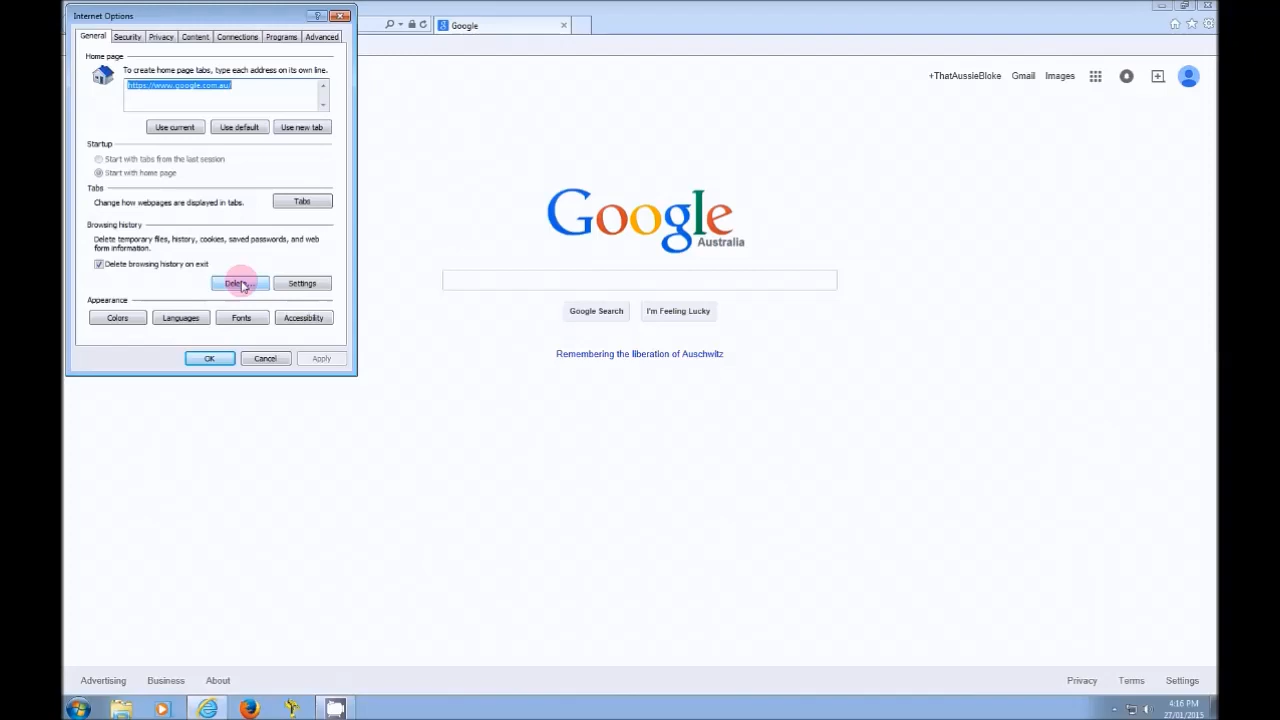 Internet Options
Google
General Security Privacy Content Connections Programs Advanced
Home page
To create home page tabs, type each address on its own line.
https://www.google.com.au/
Use current Use default Use new tab
Startup
Start with tabs from the last session
Start with home page
Tabs
Change how webpages are displayed in tabs. Tabs
Browsing history
Delete temporary files, history, cookies, saved passwords, and web
form information.
Delete browsing history on exit
Delete... Settings
Appearance
Colors Languages Fonts Accessibility
OK Cancel Apply
+ThatAussieBloke Gmail Images
Google
Australia
Google Search I'm Feeling Lucky
Remembering the liberation of Auschwitz
Advertising Business About Privacy Terms Settings
4:16 PM
27/01/2015